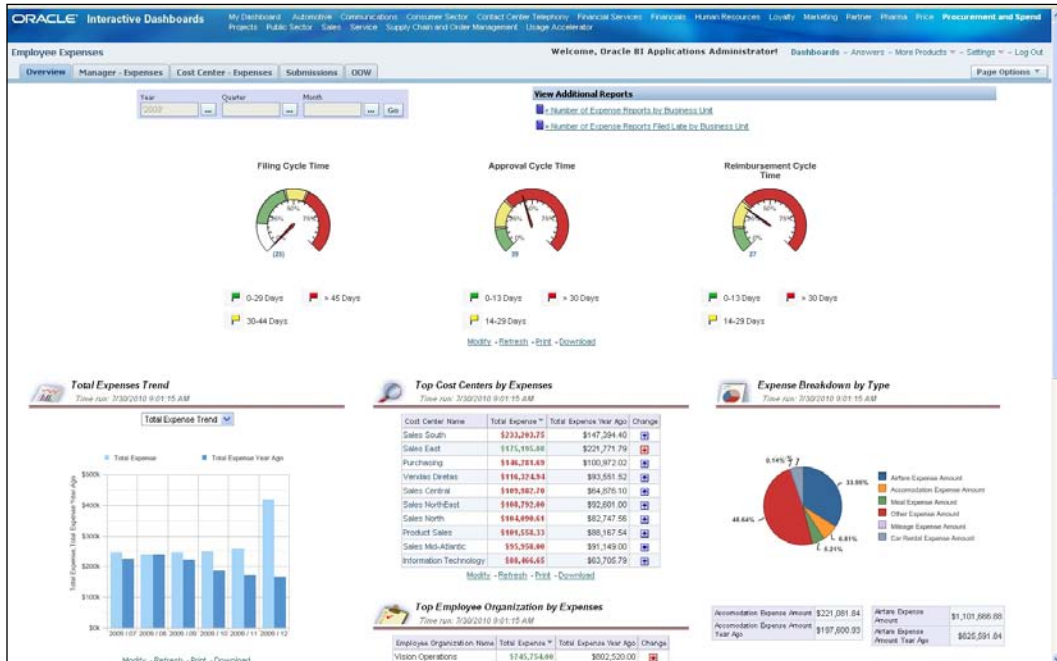 ORACLE Interactive Dashboards
My Dashboard Automotive Communications Consumer Sector Contact Center Telephony Financial Services Financials Human Resources Loyalty Marketing Partner Pharma Price Procurement and Spend
Projects Public Sector Sales Service Supply Chain and Order Management Usage Accelerator
Employee Expenses
Welcome, Oracle BI Applications Administrator! Dashboards - Answers - More Products - Settings - Log Out
Overview Manager - Expenses Cost Center - Expenses Submissions OOW
Page Options
Year Quarter Month
... ... ... Go
View Additional Reports
» Number of Expense Reports by Business Unit
» Number of Expense Reports Filed Late by Business Unit
Filing Cycle Time
Approval Cycle Time
Reimbursement Cycle Time
50% 75% 0%
50% 75% 0%
50% 75% 0%
39
27
0-29 Days > 45 Days
30-44 Days
0-13 Days > 30 Days
14-29 Days
0-13 Days > 30 Days
14-29 Days
Modify - Refresh - Print - Download
Total Expenses Trend
Time run: 7/30/2010 9:01:15 AM
Total Expense Trend
Total Expense Total Expense Year Ago
Total Expense, Total Expense Year Ago
$500k
$400k
$300k
$200k
$100k
$0k
2009 / 07 2009 / 08 2009 / 09 2009 / 10 2009 / 11 2009 / 12
Modify - Refresh - Print - Download
Top Cost Centers by Expenses
Time run: 7/30/2010 9:01:15 AM
Cost Center Name Total Expense Total Expense Year Ago Change
Sales South $233,203.75 $147,394.40
Sales East $175,195.00 $221,771.79
Purchasing $146,281.69 $100,972.02
Vendas Diretas $116,324.94 $93,551.52
Sales Central $109,982.70 $64,876.10
Sales NorthEast $108,792.00 $92,601.00
Sales North $104,090.61 $82,747.56
Product Sales $101,558.33 $88,167.54
Sales Mid-Atlantic $95,958.00 $91,149.00
Information Technology $88,466.65 $63,705.79
Modify - Refresh - Print - Download
Top Employee Organization by Expenses
Time run: 7/30/2010 9:01:15 AM
Employee Organization Name Total Expense Total Expense Year Ago Change
Vision Operations $745,754.00 $802,520.00
Expense Breakdown by Type
Time run: 7/30/2010 9:01:15 AM
0.14%
48.64%
6.81%
5.21%
Airfare Expense Amount
Accomodation Expense Amount
Meal Expense Amount
Other Expense Amount
Mileage Expense Amount
Car Rental Expense Amount
Accomodation Expense Amount $221,081.84
Accomodation Expense Amount Year Ago $197,600.93
Airfare Expense Amount $1,101,666.88
Airfare Expense Amount Year Ago $625,591.84